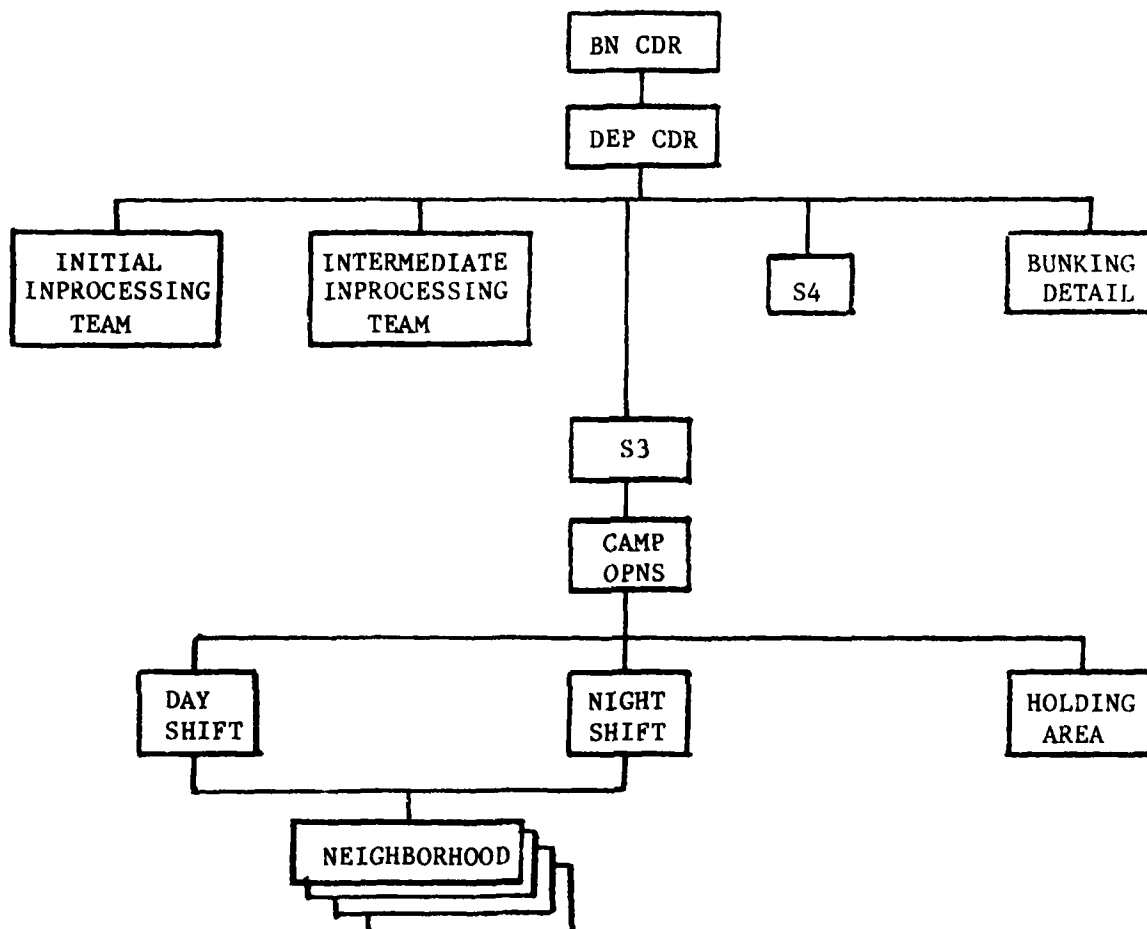 BN CDR
DEP CDR
INITIAL
INPROCESSING
TEAM
INTERMEDIATE
INPROCESSING
TEAM
S4
BUNKING
DETAIL
S3
CAMP
OPNS
DAY
SHIFT
NIGHT
SHIFT
HOLDING
AREA
NEIGHBORHOOD